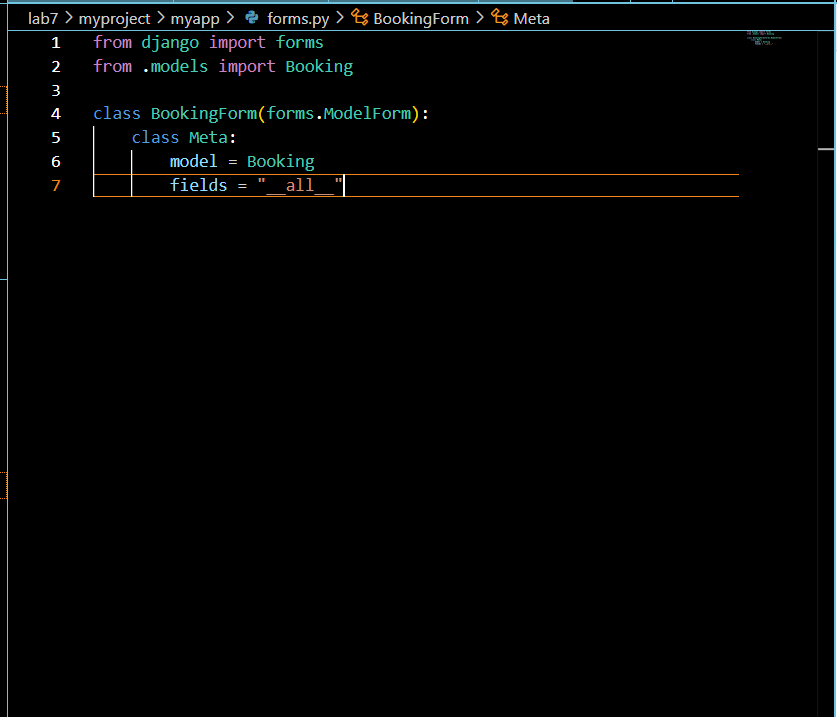 lab7 > myproject > myapp > forms.py > BookingForm > Meta
1 from django import forms
2 from .models import Booking
3
4 class BookingForm(forms.ModelForm):
5     class Meta:
6         model = Booking
7         fields = "__all__"